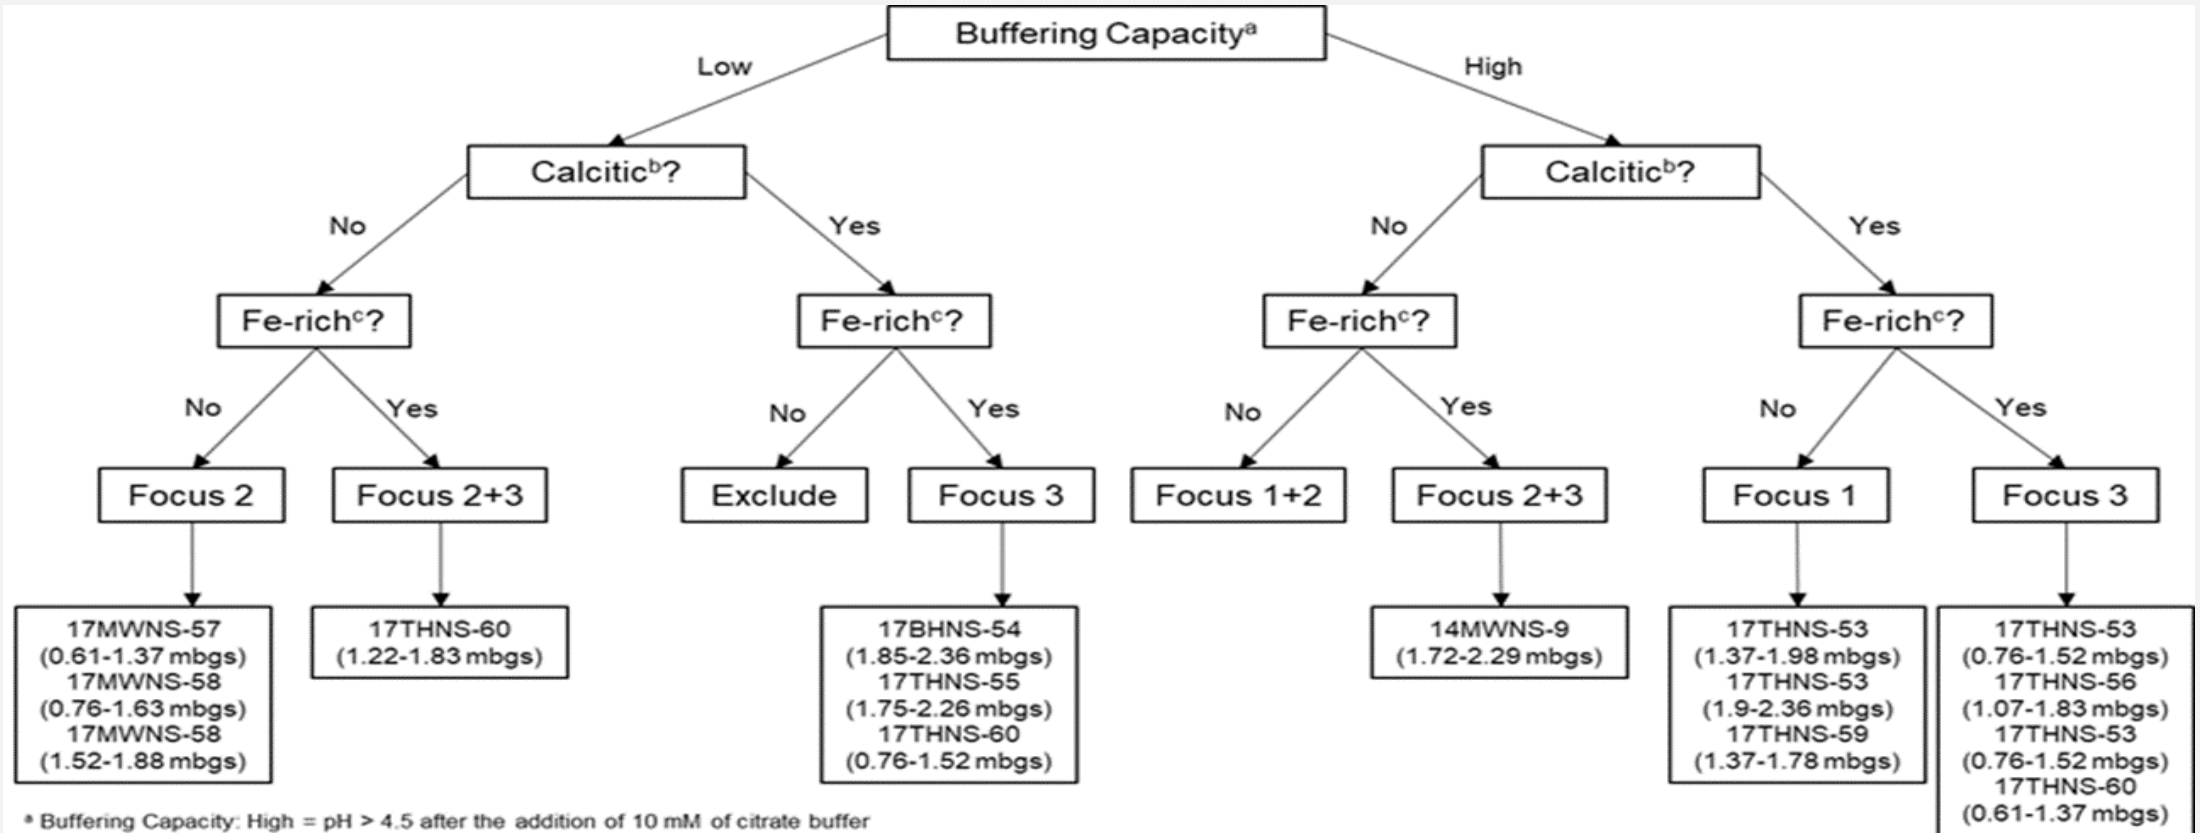 Buffering Capacityᵃ
Low
High
Calciticᵇ?
Calciticᵇ?
No
Yes
No
Yes
Fe-richᶜ?
Fe-richᶜ?
Fe-richᶜ?
Fe-richᶜ?
No
Yes
No
Yes
No
Yes
No
Yes
Focus 2
Focus 2+3
Exclude
Focus 3
Focus 1+2
Focus 2+3
Focus 1
Focus 3
17MWNS-57
(0.61-1.37 mbgs)
17MWNS-58
(0.76-1.63 mbgs)
17MWNS-58
(1.52-1.88 mbgs)
17THNS-60
(1.22-1.83 mbgs)
17BHNS-54
(1.85-2.36 mbgs)
17THNS-55
(1.75-2.26 mbgs)
17THNS-60
(0.76-1.52 mbgs)
14MWNS-9
(1.72-2.29 mbgs)
17THNS-53
(1.37-1.98 mbgs)
17THNS-53
(1.9-2.36 mbgs)
17THNS-59
(1.37-1.78 mbgs)
17THNS-53
(0.76-1.52 mbgs)
17THNS-56
(1.07-1.83 mbgs)
17THNS-53
(0.76-1.52 mbgs)
17THNS-60
(0.61-1.37 mbgs)
ᵃ Buffering Capacity: High = pH > 4.5 after the addition of 10 mM of citrate buffer